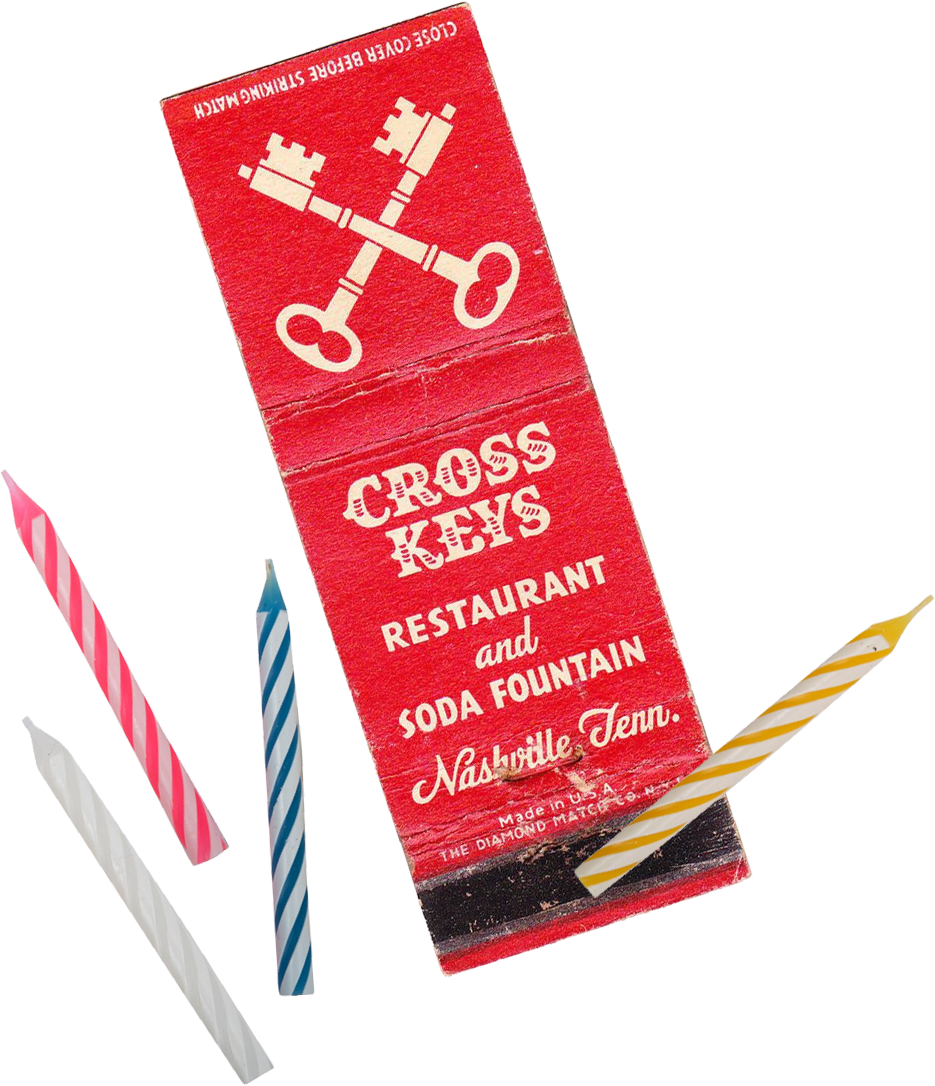 CLOSE COVER BEFORE STRIKING MATCH
CROSS
KEYS
RESTAURANT
and
SODA FOUNTAIN
Nashville Tenn.
Made in U.S.A.
THE DIAMOND MATCH CO. N.Y.